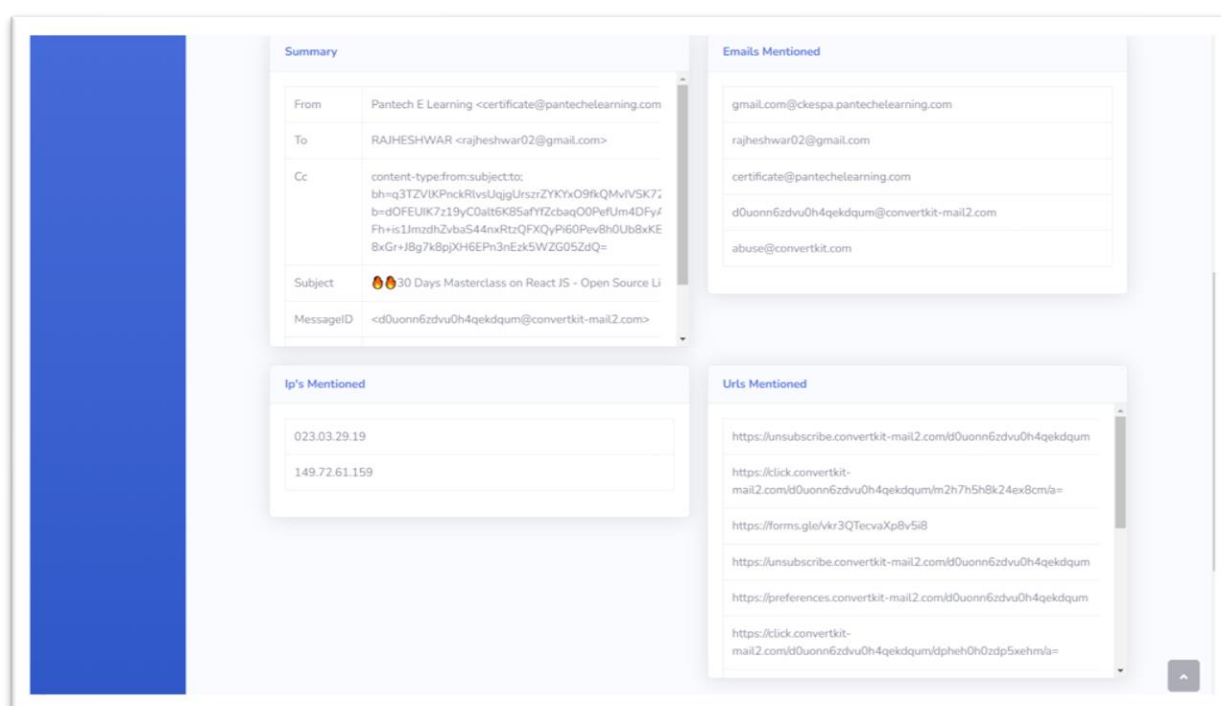 Summary
From
Pantech E Learning <certificate@pantechelearning.com
To
RAJHESHWAR <rajheshwar02@gmail.com>
Cc
content-type:from:subject:to;
bh=q3TZVlKPnckRlvsUqjgUrszrZYKYxO9fkQMvIVSK7Z
b=dOFEUIK7z19yC0alt6K85afYfZcbaqO0PefUm4DFyA
Fh+is1JmzdhZvbaS44nxRtzQFXQyPi60Pev8h0Ub8xKE
8xGr+J8g7k8pjXH6EPn3nEzk5WZG05ZdQ=
Subject
🔥🔥30 Days Masterclass on React JS - Open Source Li
MessageID
<d0uonn6zdvu0h4qekdqum@convertkit-mail2.com>
Emails Mentioned
gmail.com@ckespa.pantechelearning.com
rajheshwar02@gmail.com
certificate@pantechelearning.com
d0uonn6zdvu0h4qekdqum@convertkit-mail2.com
abuse@convertkit.com
Ip's Mentioned
023.03.29.19
149.72.61.159
Urls Mentioned
https://unsubscribe.convertkit-mail2.com/d0uonn6zdvu0h4qekdqum
https://click.convertkit-
mail2.com/d0uonn6zdvu0h4qekdqum/m2h7h5h8k24ex8cm/a=
https://forms.gle/vkr3QTecvaXp8v5i8
https://unsubscribe.convertkit-mail2.com/d0uonn6zdvu0h4qekdqum
https://preferences.convertkit-mail2.com/d0uonn6zdvu0h4qekdqum
https://click.convertkit-
mail2.com/d0uonn6zdvu0h4qekdqum/dpheh0h0zdp5xehm/a=